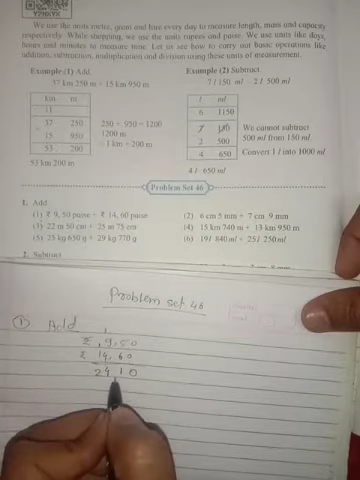 Y79KYX
We use the units metre, gram and litre every day to measure length, mass and capacity
respectively. While shopping, we use the units rupees and paise. We use units like days,
hours and minutes to measure time. Let us see how to carry out basic operations like
addition, subtraction, multiplication and division using these units of measurement.
Example (1) Add.
37 km 250 m + 15 km 950 m
km m
11
37 250
+ 15 950
53 200
250 + 950 = 1200
1200 m
= 1 km + 200 m
53 km 200 m
Example (2) Subtract.
7 l 150 ml - 2 l 500 ml
l ml
6 1150
7 150
- 2 500
4 650
We cannot subtract
500 ml from 150 ml.
Convert 1 l into 1000 ml
4 l 650 ml
Problem Set 46
1. Add.
(1) ₹ 9, 50 paise + ₹ 14, 60 paise
(2) 6 cm 5 mm + 7 cm 9 mm
(3) 22 m 50 cm + 25 m 75 cm
(4) 15 km 740 m + 13 km 950 m
(5) 25 kg 650 g + 29 kg 770 g
(6) 19 l 840 ml + 25 l 250 ml
2. Subtract.
Problem set 46
① Add
₹ 9,50
₹ 14, 60
24 10